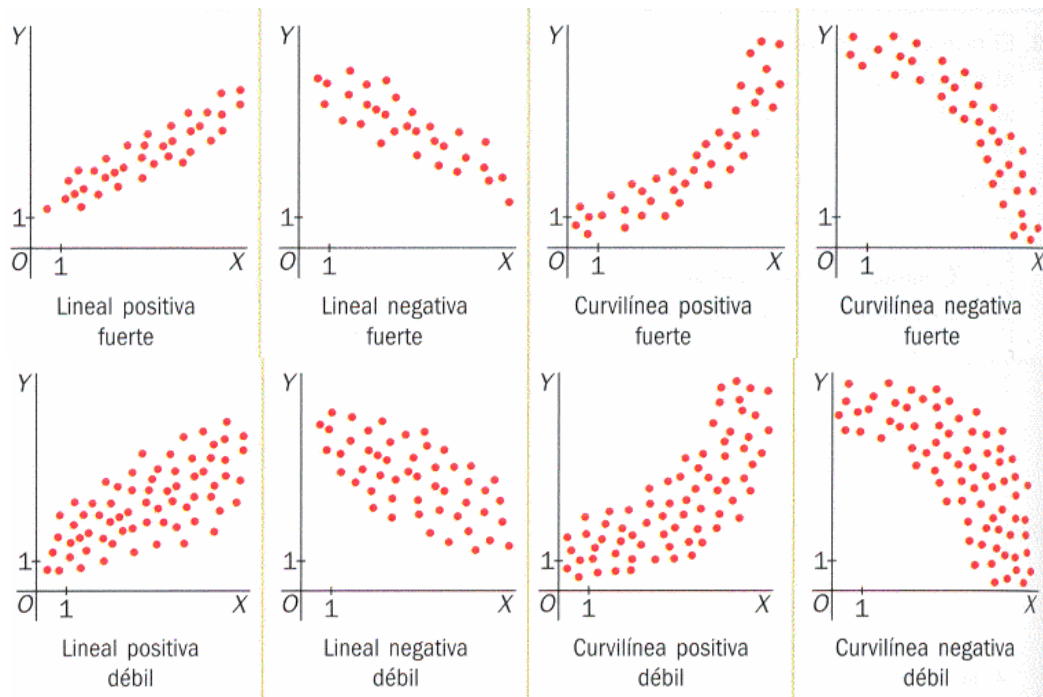 Y
1
O
1
X
Lineal positiva
fuerte
Y
1
O
1
X
Lineal negativa
fuerte
Y
1
O
1
X
Curvilínea positiva
fuerte
Y
1
O
1
X
Curvilínea negativa
fuerte
Y
1
O
1
X
Lineal positiva
débil
Y
1
O
1
X
Lineal negativa
débil
Y
1
O
1
X
Curvilínea positiva
débil
Y
1
O
1
X
Curvilínea negativa
débil